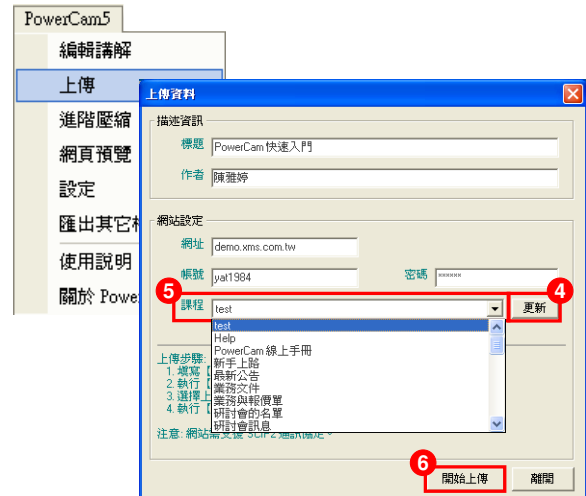 PowerCam5
編輯講解
上傳
進階壓縮
網頁預覽
設定
匯出其它
使用說明
關於 Power
上傳資料
描述資訊
標題 PowerCam 快速入門
作者 陳雅婷
網站設定
網址 demo.xms.com.tw
帳號 yat1984 密碼 ******
5 課程 test 更新 4
test
Help
PowerCam 線上手冊
新手上路
最新公告
業務文件
業務與報價單
研討會的名單
研討會訊息
上傳步驟:
1. 填寫【
2. 執行【
3. 選擇上
4. 執行【
注意: 網站需支援 SCIP2 通訊協定。
6 開始上傳 離開